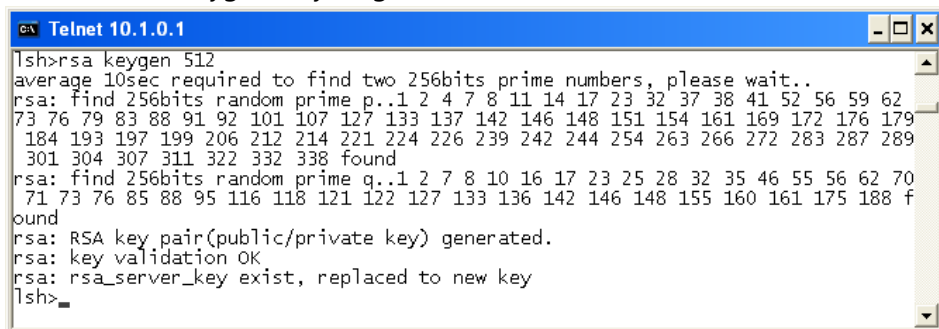 Telnet 10.1.0.1
lsh>rsa keygen 512
average 10sec required to find two 256bits prime numbers, please wait..
rsa: find 256bits random prime p..1 2 4 7 8 11 14 17 23 32 37 38 41 52 56 59 62
73 76 79 83 88 91 92 101 107 127 133 137 142 146 148 151 154 161 169 172 176 179
184 193 197 199 206 212 214 221 224 226 239 242 244 254 263 266 272 283 287 289
301 304 307 311 322 332 338 found
rsa: find 256bits random prime q..1 2 7 8 10 16 17 23 25 28 32 35 46 55 56 62 70
71 73 76 85 88 95 116 118 121 122 127 133 136 142 146 148 155 160 161 175 188 f
ound
rsa: RSA key pair(public/private key) generated.
rsa: key validation OK
rsa: rsa_server_key exist, replaced to new key
lsh>